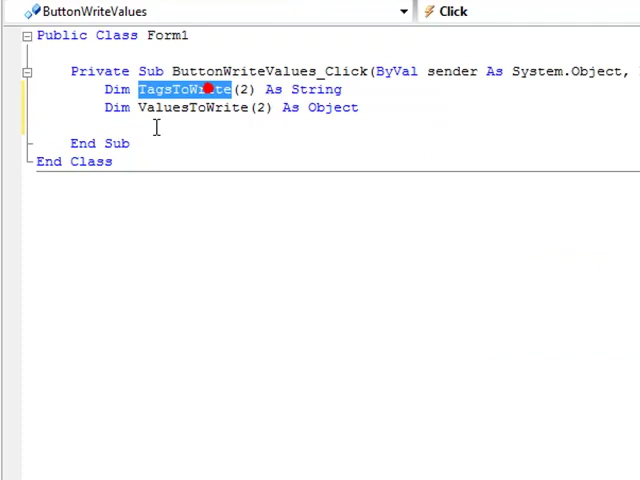 ButtonWriteValues Click
Public Class Form1
Private Sub ButtonWriteValues_Click(ByVal sender As System.Object,
Dim TagsToWrite(2) As String
Dim ValuesToWrite(2) As Object
End Sub
End Class